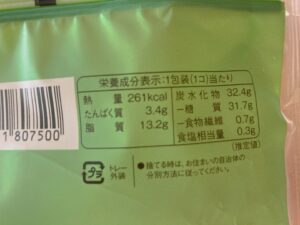 栄養成分表示:1包装(1コ)当たり
熱量 261kcal 炭水化物 32.4g
たんぱく質 3.4g －糖質 31.7g
脂質 13.2g －食物繊維 0.7g
食塩相当量 0.3g
(推定値)
1807500
プラ トレー 外装
●捨てる時は、お住まいの自治体の
分別方法に従ってください。